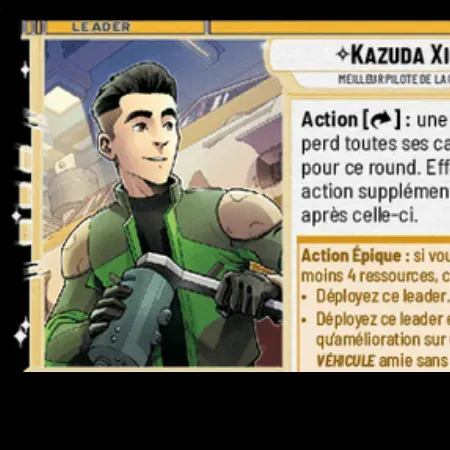 LEADER
KAZUDA XI
MEILLEUR PILOTE DE LA
Action [ ] : une
perd toutes ses ca
pour ce round. Eff
action supplémen
après celle-ci.
Action Épique : si vou
moins 4 ressources, c
• Déployez ce leader.
• Déployez ce leader e
qu'amélioration sur
VÉHICULE amie sans